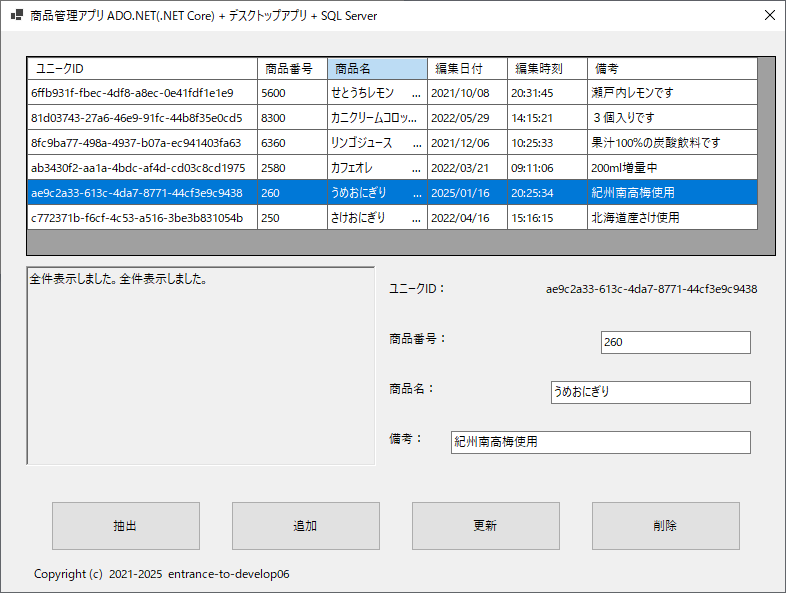 商品管理アプリ ADO.NET(.NET Core) + デスクトップアプリ + SQL Server
ユニークID 商品番号 商品名 編集日付 編集時刻 備考
6ffb931f-fbec-4df8-a8ec-0e41fdf1e1e9 5600 せとうちレモン ... 2021/10/08 20:31:45 瀬戸内レモンです
81d03743-27a6-46e9-91fc-44b8f35e0cd5 8300 カニクリームコロッ... 2022/05/29 14:15:21 ３個入りです
8fc9ba77-498a-4937-b07a-ec941403fa63 6360 リンゴジュース ... 2021/12/06 10:25:33 果汁100%の炭酸飲料です
ab3430f2-aa1a-4bdc-af4d-cd03c8cd1975 2580 カフェオレ ... 2022/03/21 09:11:06 200ml増量中
ae9c2a33-613c-4da7-8771-44cf3e9c9438 260 うめおにぎり ... 2025/01/16 20:25:34 紀州南高梅使用
c772371b-f6cf-4c53-a516-3be3b831054b 250 さけおにぎり ... 2022/04/16 15:16:15 北海道産さけ使用
全件表示しました。全件表示しました。
ユニークID： ae9c2a33-613c-4da7-8771-44cf3e9c9438
商品番号： 260
商品名： うめおにぎり
備考： 紀州南高梅使用
抽出 追加 更新 削除
Copyright (c) 2021-2025 entrance-to-develop06